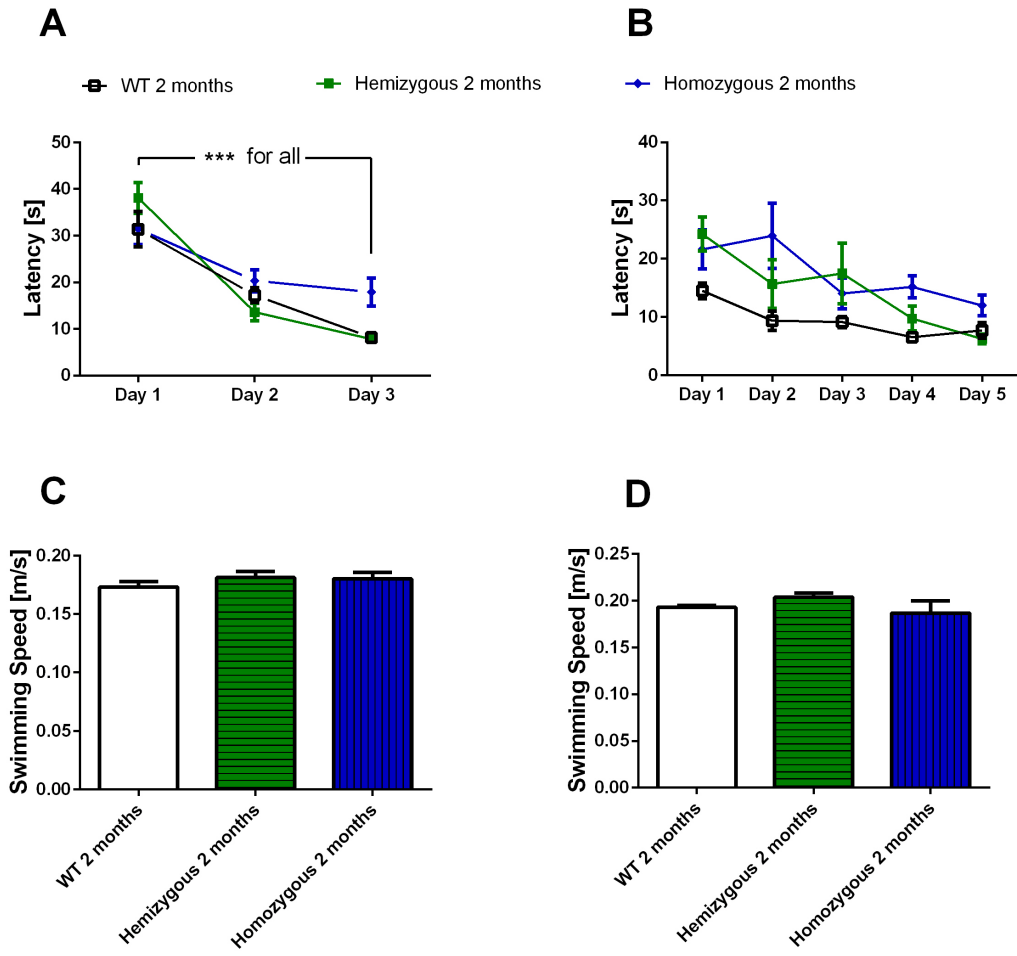 A
B
WT 2 months
Hemizygous 2 months
Homozygous 2 months
Latency [s]
50
40
30
20
10
0
*** for all
Day 1
Day 2
Day 3
Latency [s]
40
30
20
10
0
Day 1
Day 2
Day 3
Day 4
Day 5
C
D
Swimming Speed [m/s]
0.20
0.15
0.10
0.05
0.00
WT 2 months
Hemizygous 2 months
Homozygous 2 months
Swimming Speed [m/s]
0.25
0.20
0.15
0.10
0.05
0.00
WT 2 months
Hemizygous 2 months
Homozygous 2 months